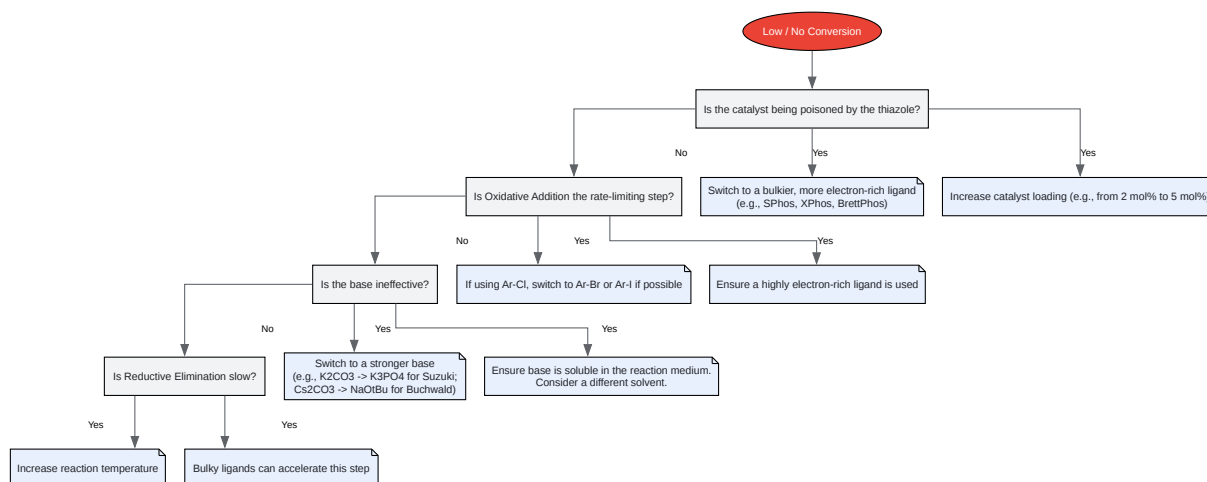 Low / No Conversion
Is the catalyst being poisoned by the thiazole?
No
Yes
Yes
Is Oxidative Addition the rate-limiting step?
Switch to a bulkier, more electron-rich ligand
(e.g., SPhos, XPhos, BrettPhos)
Increase catalyst loading (e.g., from 2 mol% to 5 mol%)
No
Yes
Yes
Is the base ineffective?
If using Ar-Cl, switch to Ar-Br or Ar-I if possible
Ensure a highly electron-rich ligand is used
No
Yes
Yes
Is Reductive Elimination slow?
Switch to a stronger base
(e.g., K2CO3 -> K3PO4 for Suzuki;
Cs2CO3 -> NaOtBu for Buchwald)
Ensure base is soluble in the reaction medium.
Consider a different solvent.
Yes
Yes
Increase reaction temperature
Bulky ligands can accelerate this step